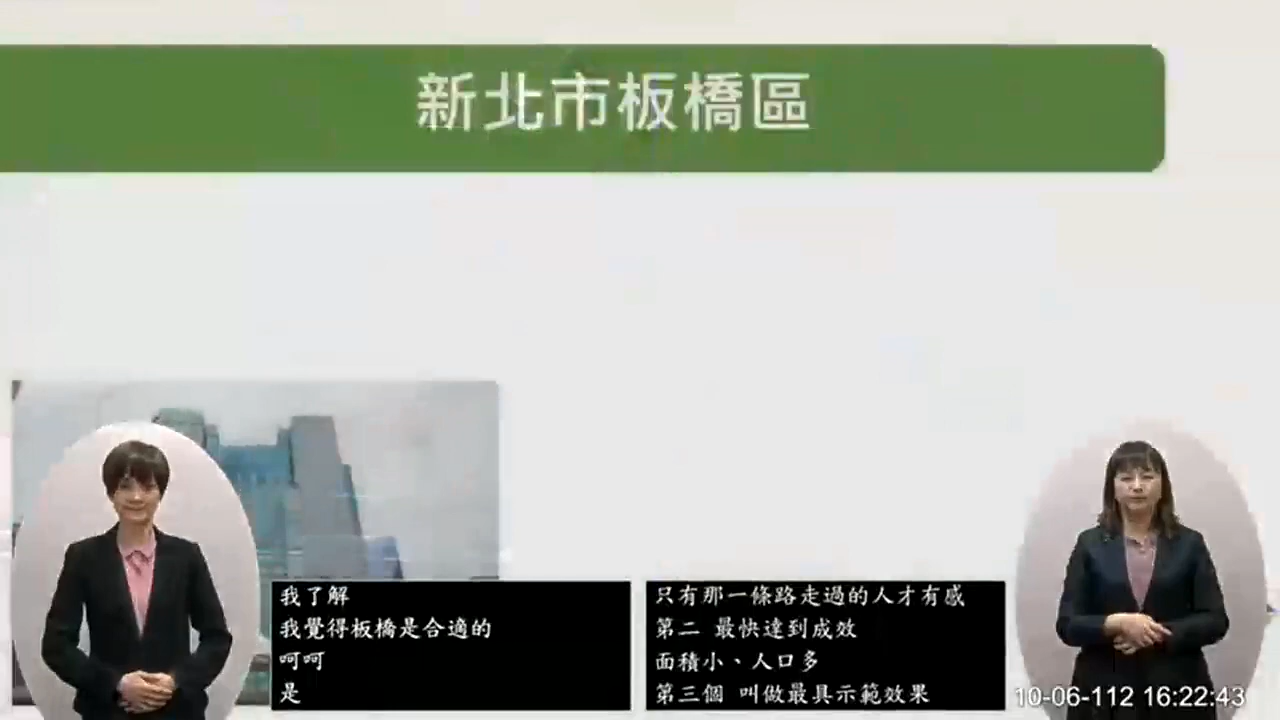 新北市板橋區
我了解
我覺得板橋是合適的
呵呵
是
只有那一條路走過的人才有感
第二 最快達到成效
面積小、人口多
第三個 叫做最具示範效果
10-06-112 16:22:43